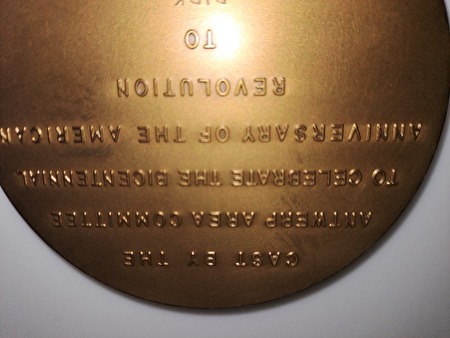 CAST BY THE
ANTWERP AREA COMMITTEE
TO CELEBRATE THE BICENTENNIAL
ANNIVERSARY OF THE AMERICAN
REVOLUTION
TO